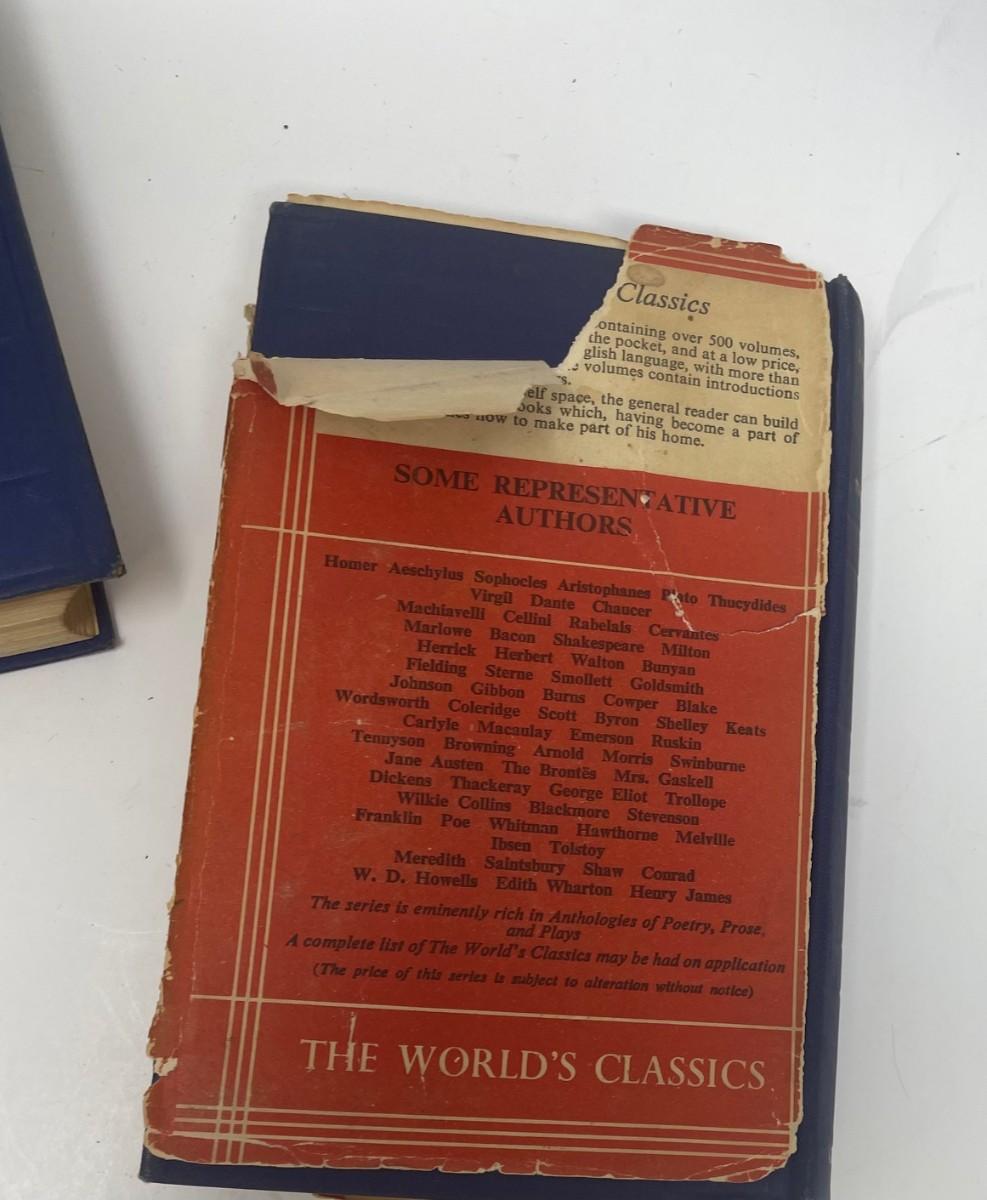 Classics
ontaining over 500 volumes,
the pocket, and at a low price,
glish language, with more than
volumes contain introductions
rs.
elf space, the general reader can build
ooks which, having become a part of
how to make part of his home.
SOME REPRESENTATIVE
AUTHORS
Homer Aeschylus Sophocles Aristophanes Plato Thucydides
Virgil Dante Chaucer
Machiavelli Cellini Rabelais Cervantes
Marlowe Bacon Shakespeare Milton
Herrick Herbert Walton Bunyan
Fielding Sterne Smollett Goldsmith
Johnson Gibbon Burns Cowper Blake
Wordsworth Coleridge Scott Byron Shelley Keats
Carlyle Macaulay Emerson Ruskin
Tennyson Browning Arnold Morris Swinburne
Jane Austen The Brontës Mrs. Gaskell
Dickens Thackeray George Eliot Trollope
Wilkie Collins Blackmore Stevenson
Franklin Poe Whitman Hawthorne Melville
Ibsen Tolstoy
Meredith Saintsbury Shaw Conrad
W. D. Howells Edith Wharton Henry James
The series is eminently rich in Anthologies of Poetry, Prose,
and Plays
A complete list of The World's Classics may be had on application
(The price of this series is subject to alteration without notice)
THE WORLD'S CLASSICS